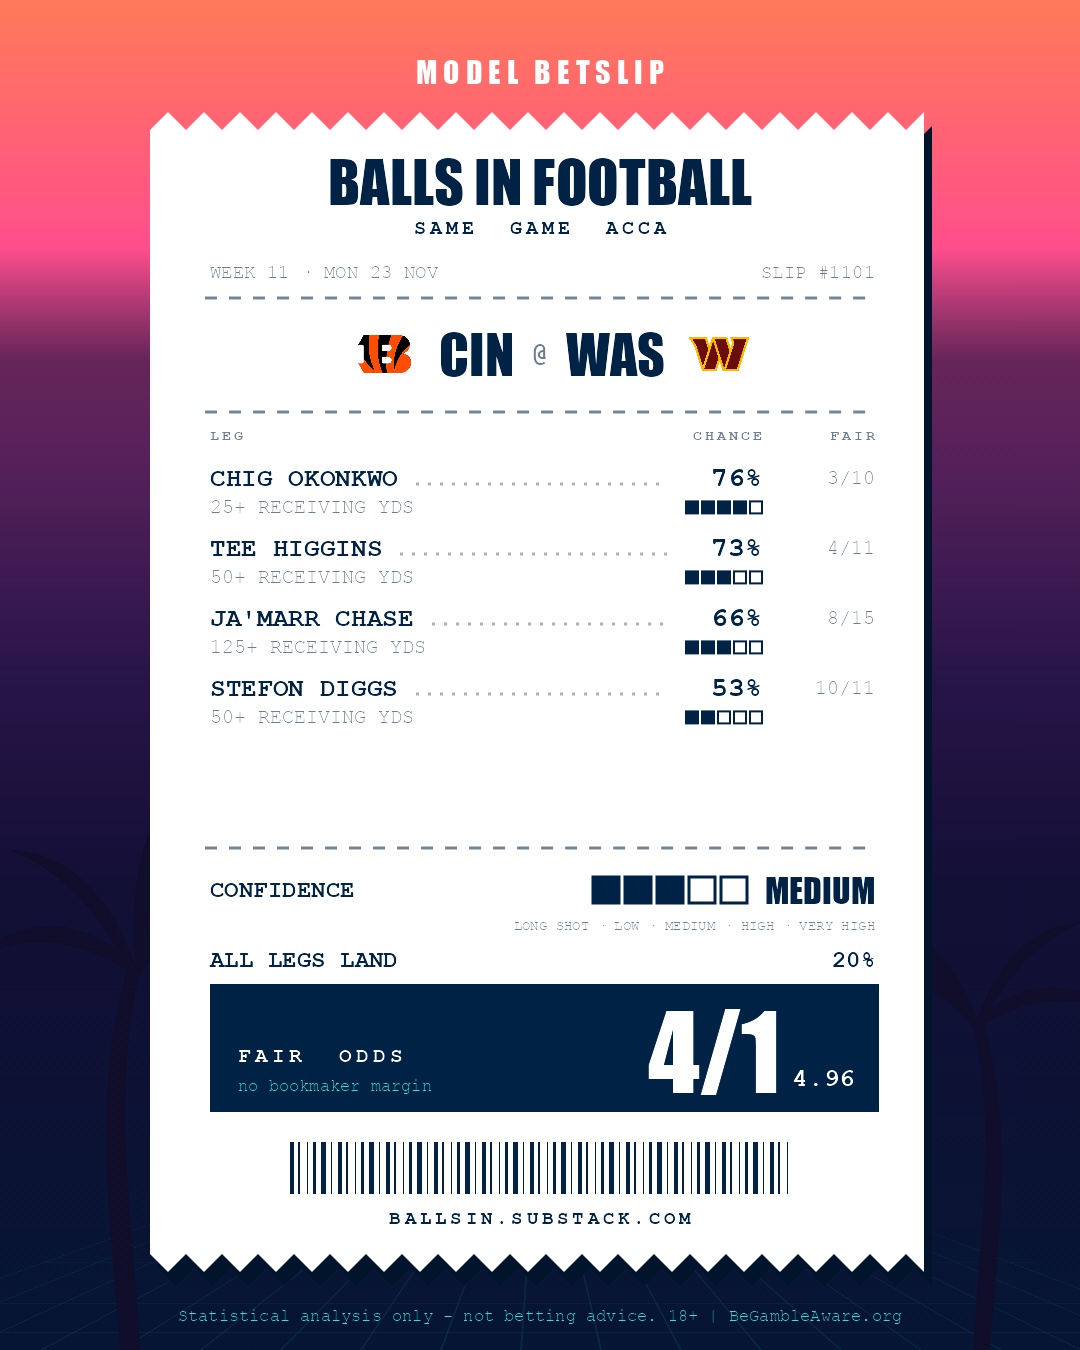 MODEL BETSLIP
BALLS IN FOOTBALL
SAME GAME ACCA
WEEK 11 · MON 23 NOV SLIP #1101
CIN @ WAS
LEG CHANCE FAIR
CHIG OKONKWO .................... 76% 3/10
25+ RECEIVING YDS
TEE HIGGINS ..................... 73% 4/11
50+ RECEIVING YDS
JA'MARR CHASE .................. 66% 8/15
125+ RECEIVING YDS
STEFON DIGGS .................... 53% 10/11
50+ RECEIVING YDS
CONFIDENCE MEDIUM
LONG SHOT · LOW · MEDIUM · HIGH · VERY HIGH
ALL LEGS LAND 20%
FAIR ODDS 4/1 4.96
no bookmaker margin
BALLSIN.SUBSTACK.COM
Statistical analysis only - not betting advice. 18+ | BeGambleAware.org